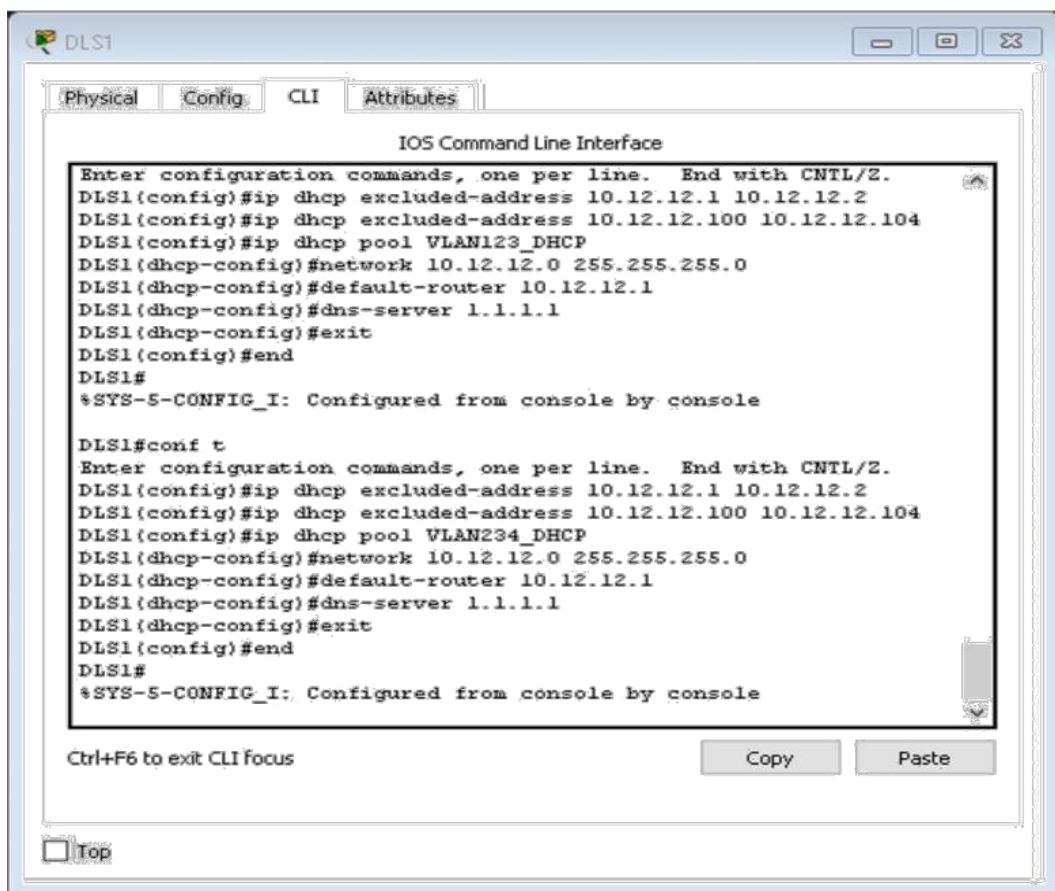 DLS1
Physical Config CLI Attributes
IOS Command Line Interface
Enter configuration commands, one per line. End with CNTL/Z.
DLS1(config)#ip dhcp excluded-address 10.12.12.1 10.12.12.2
DLS1(config)#ip dhcp excluded-address 10.12.12.100 10.12.12.104
DLS1(config)#ip dhcp pool VLAN123_DHCP
DLS1(dhcp-config)#network 10.12.12.0 255.255.255.0
DLS1(dhcp-config)#default-router 10.12.12.1
DLS1(dhcp-config)#dns-server 1.1.1.1
DLS1(dhcp-config)#exit
DLS1(config)#end
DLS1#
%SYS-5-CONFIG_I: Configured from console by console
DLS1#conf t
Enter configuration commands, one per line. End with CNTL/Z.
DLS1(config)#ip dhcp excluded-address 10.12.12.1 10.12.12.2
DLS1(config)#ip dhcp excluded-address 10.12.12.100 10.12.12.104
DLS1(config)#ip dhcp pool VLAN234_DHCP
DLS1(dhcp-config)#network 10.12.12.0 255.255.255.0
DLS1(dhcp-config)#default-router 10.12.12.1
DLS1(dhcp-config)#dns-server 1.1.1.1
DLS1(dhcp-config)#exit
DLS1(config)#end
DLS1#
%SYS-5-CONFIG_I: Configured from console by console
Ctrl+F6 to exit CLI focus
Copy Paste
Top